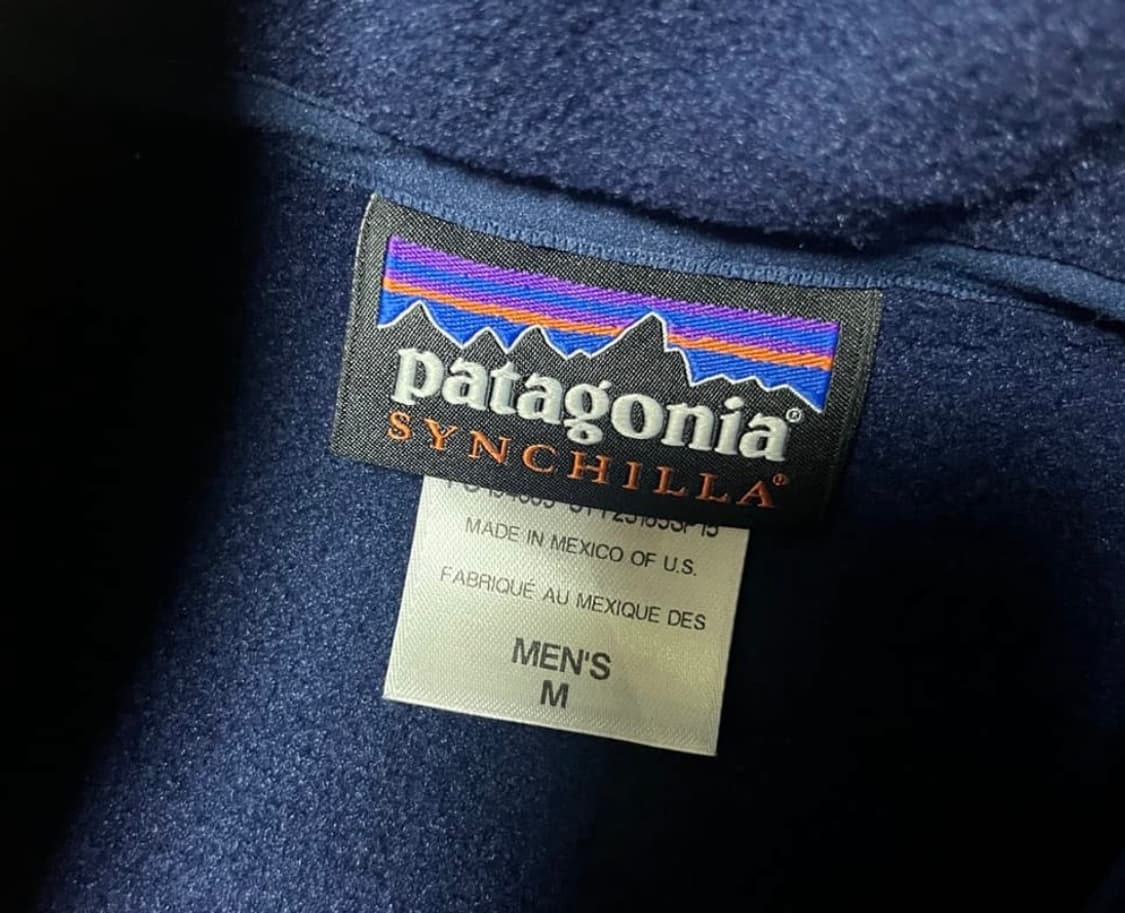 patagonia®
SYNCHILLA®
MADE IN MEXICO OF U.S.
FABRIQUÉ AU MEXIQUE DES
MEN'S
M